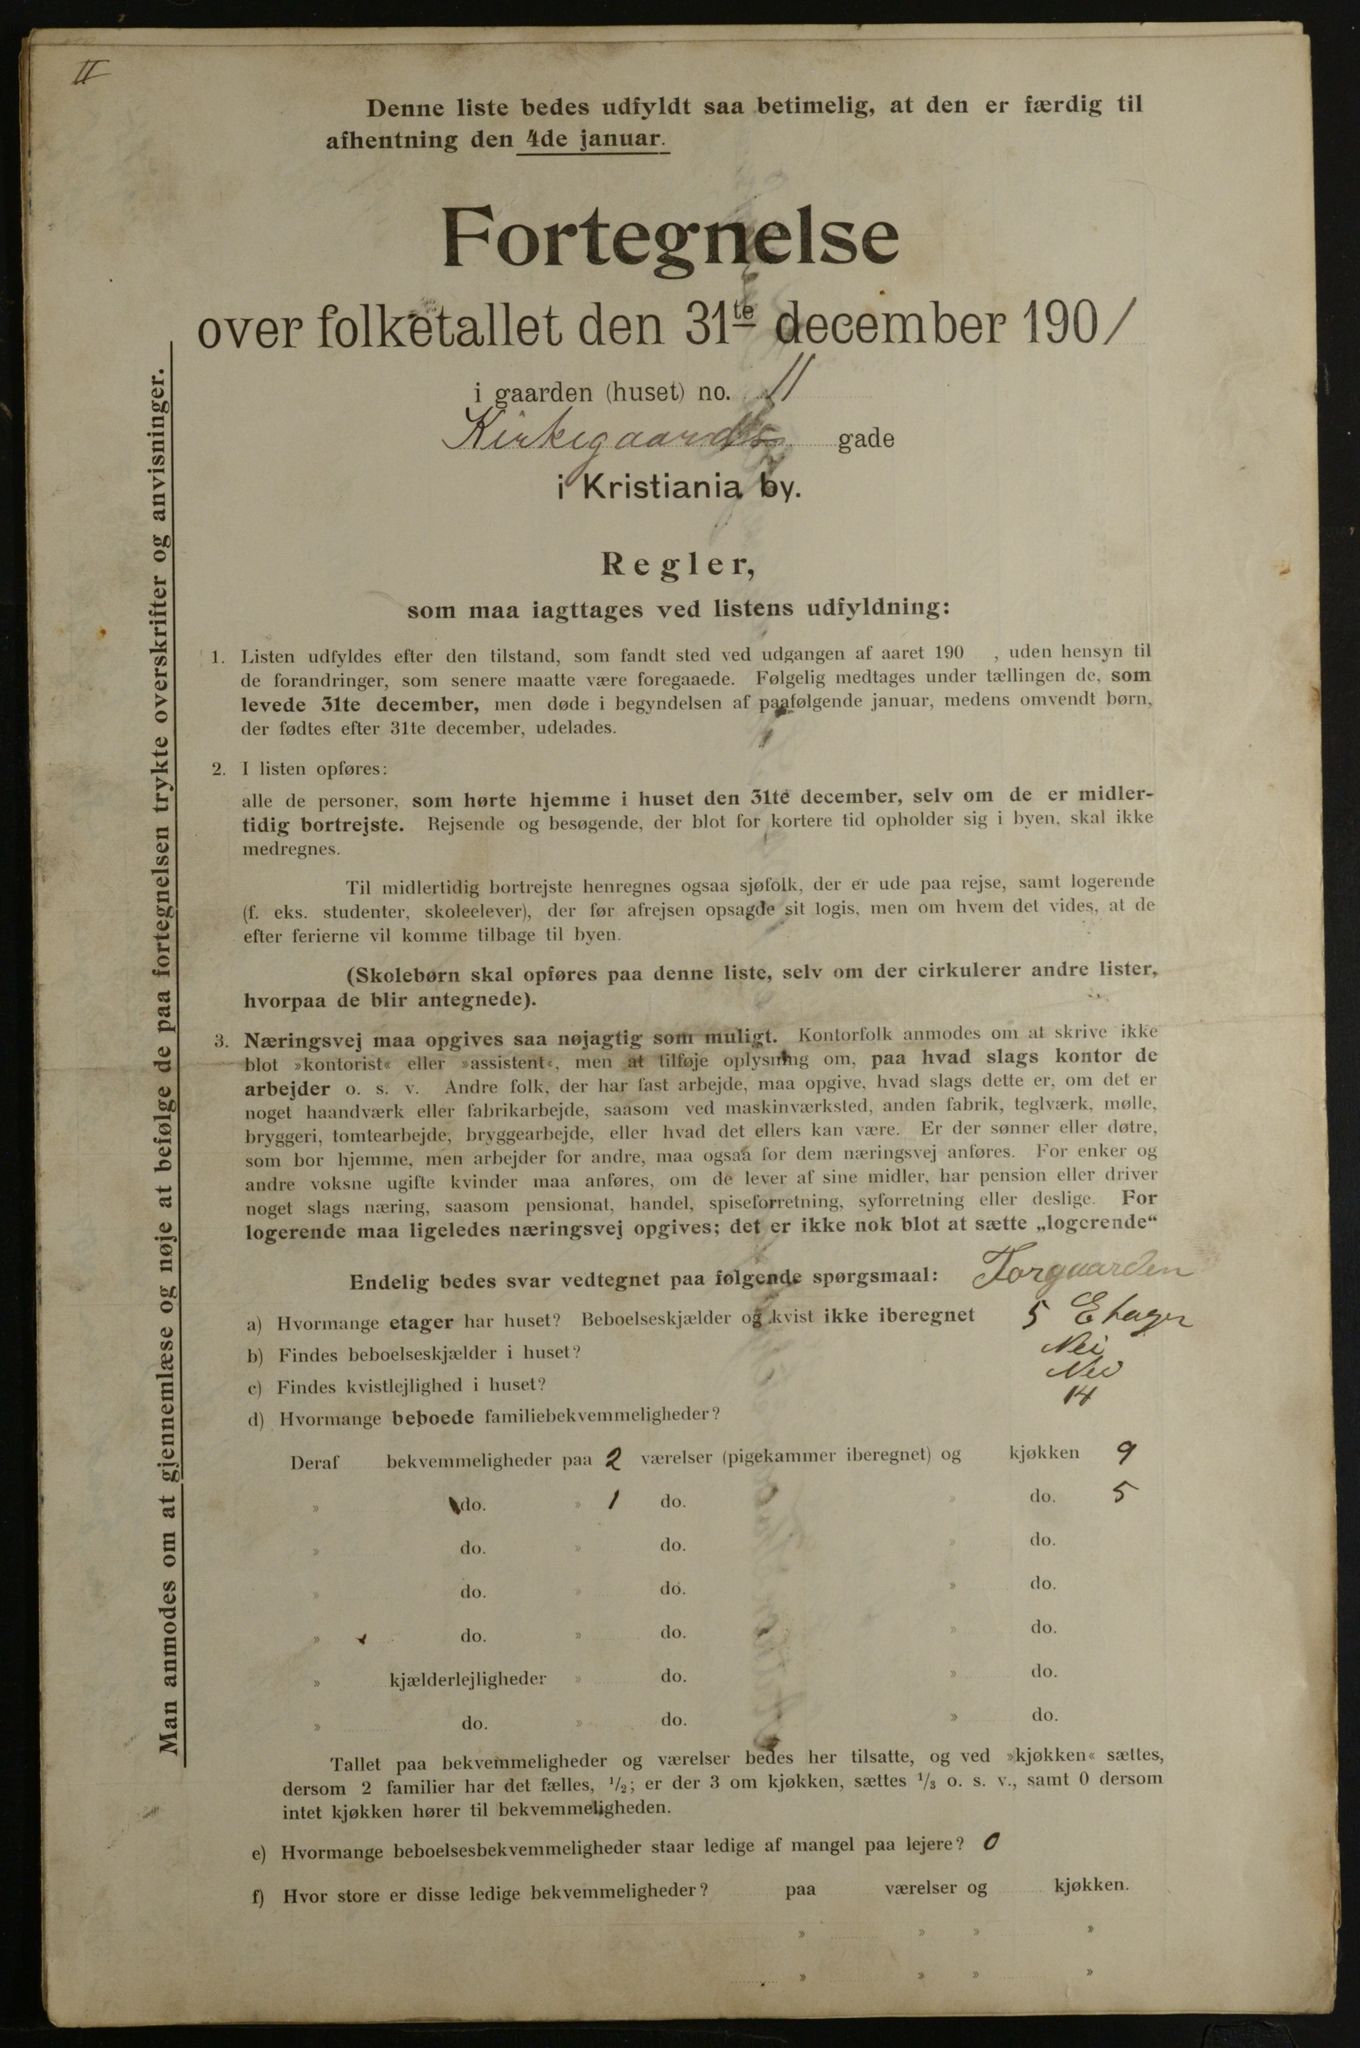 II
Denne liste bedes udfyldt saa betimelig, at den er færdig til
afhentning den 4de januar.
Fortegnelse
over folketallet den 31te december 1901
i gaarden (huset) no. 11
Kirkegaards gade
i Kristiania by.
Regler,
som maa iagttages ved listens udfyldning:
1. Listen udfyldes efter den tilstand, som fandt sted ved udgangen af aaret 190 , uden hensyn til
de forandringer, som senere maatte være foregaaede. Følgelig medtages under tællingen de, som
levede 31te december, men døde i begyndelsen af paafølgende januar, medens omvendt børn,
der fødtes efter 31te december, udelades.
2. I listen opføres:
alle de personer, som hørte hjemme i huset den 31te december, selv om de er midler-
tidig bortrejste. Rejsende og besøgende, der blot for kortere tid opholder sig i byen, skal ikke
medregnes.
Til midlertidig bortrejste henregnes ogsaa sjøfolk, der er ude paa rejse, samt logerende
(f. eks. studenter, skoleelever), der før afrejsen opsagde sit logis, men om hvem det vides, at de
efter ferierne vil komme tilbage til byen.
(Skolebørn skal opføres paa denne liste, selv om der cirkulerer andre lister,
hvorpaa de blir antegnede).
3. Næringsvej maa opgives saa nøjagtig som muligt. Kontorfolk anmodes om at skrive ikke
blot »kontorist« eller »assistent«, men at tilføje oplysning om, paa hvad slags kontor de
arbejder o. s. v. Andre folk, der har fast arbejde, maa opgive, hvad slags dette er, om det er
noget haandværk eller fabrikarbejde, saasom ved maskinværksted, anden fabrik, teglværk, mølle,
bryggeri, tomtearbejde, bryggearbejde, eller hvad det ellers kan være. Er der sønner eller døtre,
som bor hjemme, men arbejder for andre, maa ogsaa for dem næringsvej anføres. For enker og
andre voksne ugifte kvinder maa anføres, om de lever af sine midler, har pension eller driver
noget slags næring, saasom pensionat, handel, spiseforretning, syforretning eller deslige. For
logerende maa ligeledes næringsvej opgives; det er ikke nok blot at sætte „logerende“
Endelig bedes svar vedtegnet paa følgende spørgsmaal: Forgaarden
a) Hvormange etager har huset? Beboelseskjælder og kvist ikke iberegnet 5 Etager
b) Findes beboelseskjælder i huset? Nei
c) Findes kvistlejlighed i huset? Nei
d) Hvormange beboede familiebekvemmeligheder? 14
Deraf bekvemmeligheder paa 2 værelser (pigekammer iberegnet) og kjøkken 9
» do. » 1 do. » do. 5
» do. » do. » do.
» do. » do. » do.
» do. » do. » do.
» kjælderlejligheder » do. » do.
» do. » do. » do.
Tallet paa bekvemmeligheder og værelser bedes her tilsatte, og ved »kjøkken« sættes,
dersom 2 familier har det fælles, 1/2; er der 3 om kjøkken, sættes 1/3 o. s. v., samt 0 dersom
intet kjøkken hører til bekvemmeligheden.
e) Hvormange beboelsesbekvemmeligheder staar ledige af mangel paa lejere? 0
f) Hvor store er disse ledige bekvemmeligheder? paa værelser og kjøkken.
» » » »
» » » »
Man anmodes om at gjennemlæse og nøje at befølge de paa fortegnelsen trykte overskrifter og anvisninger.